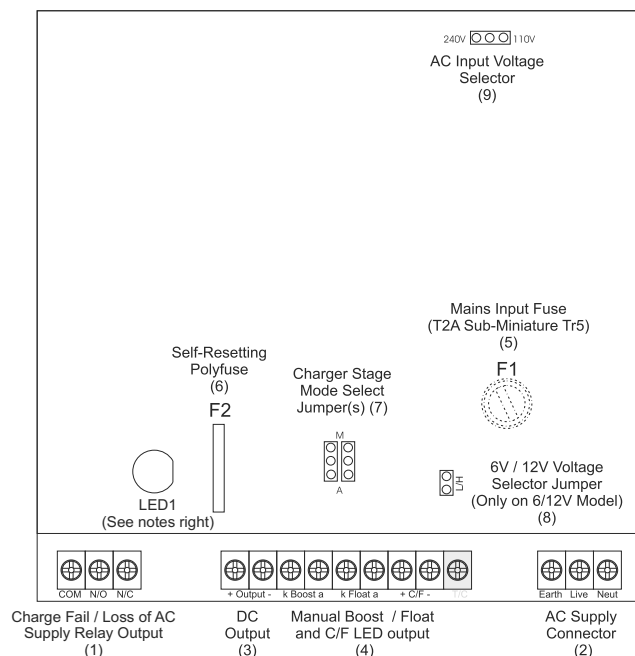 240V 110V
AC Input Voltage
Selector
(9)
Mains Input Fuse
(T2A Sub-Miniature Tr5)
(5)
F1
Self-Resetting
Polyfuse
(6)
F2
Charger Stage
Mode Select
Jumper(s) (7)
M
A
LED1
(See notes right)
L/H
6V / 12V Voltage
Selector Jumper
(Only on 6/12V Model)
(8)
COM N/O N/C
+ Output - k Boost a k Float a + C/F - T/C
Earth Live Neut
Charge Fail / Loss of AC
Supply Relay Output
(1)
DC
Output
(3)
Manual Boost / Float
and C/F LED output
(4)
AC Supply
Connector
(2)